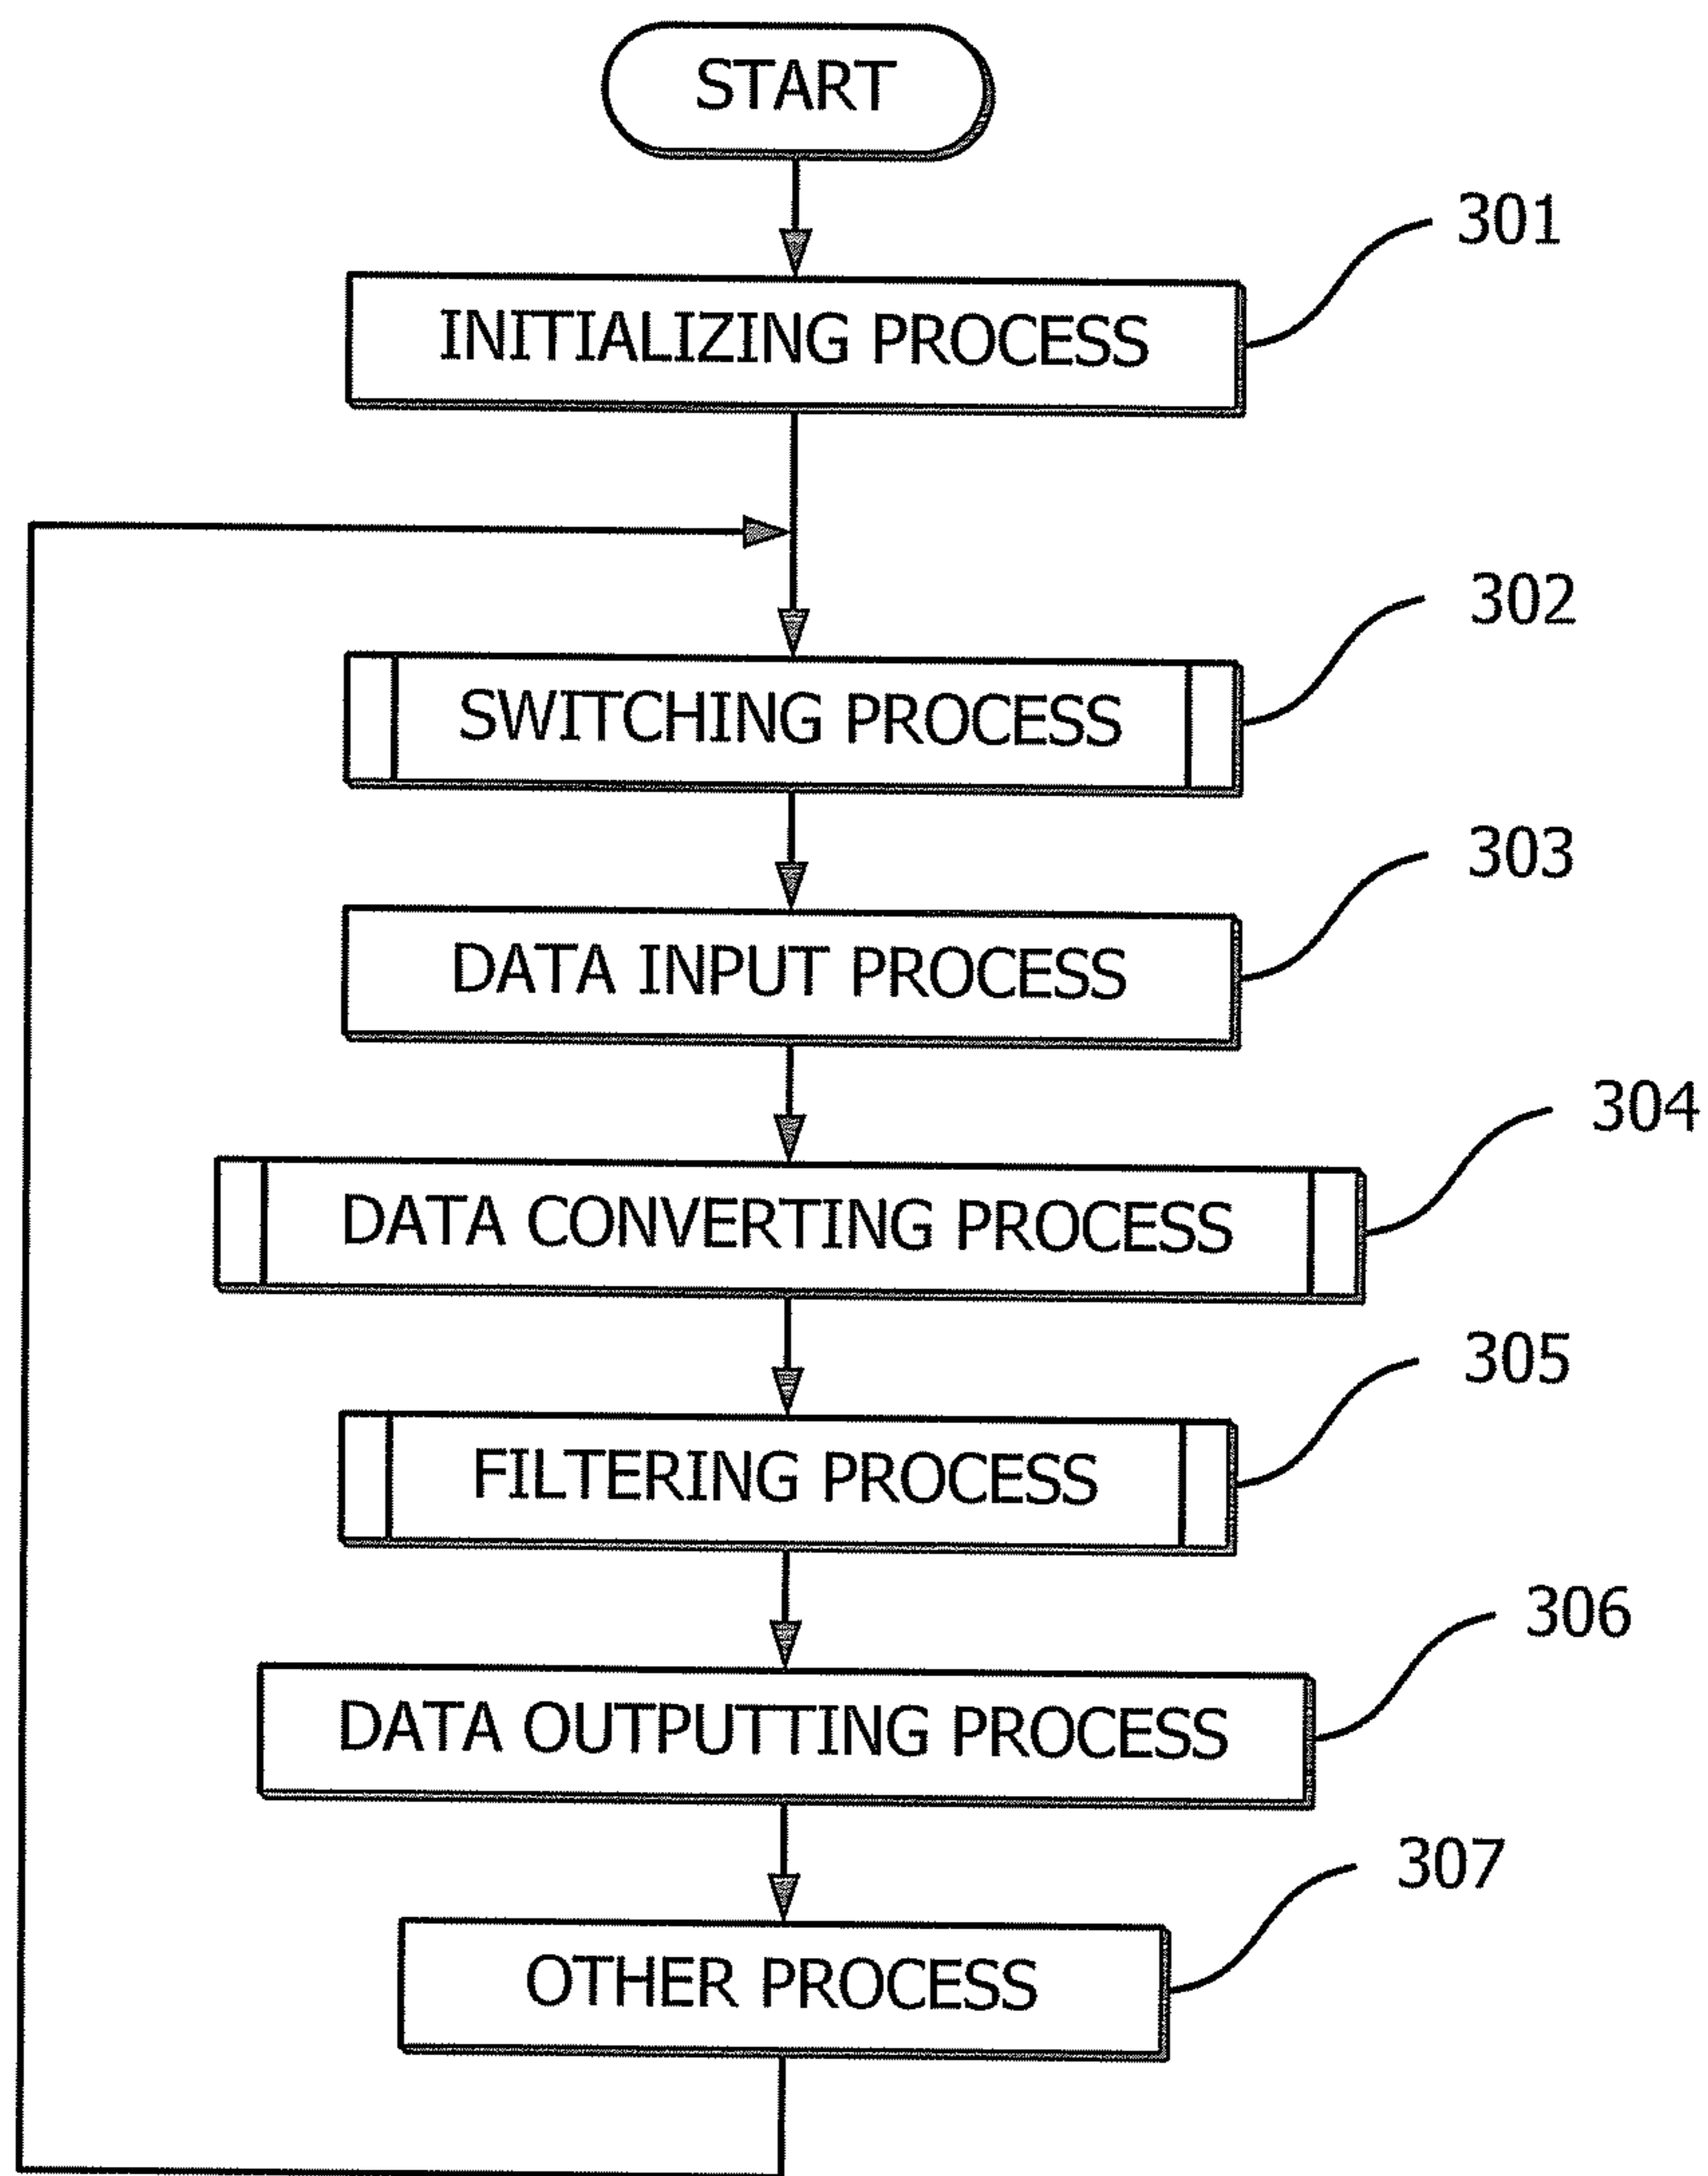 START
301
INITIALIZING PROCESS
302
SWITCHING PROCESS
303
DATA INPUT PROCESS
304
DATA CONVERTING PROCESS
305
FILTERING PROCESS
306
DATA OUTPUTTING PROCESS
307
OTHER PROCESS